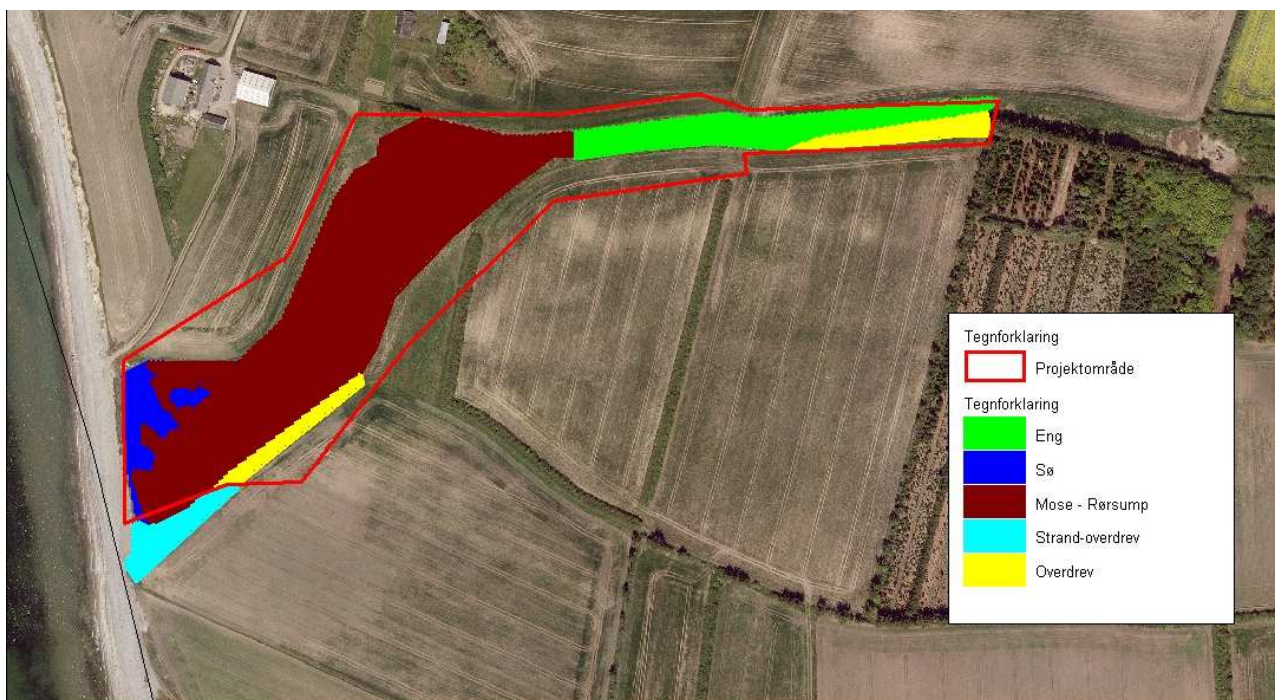 Tegnforklaring
Projektområde
Tegnforklaring
Eng
Sø
Mose - Rørsump
Strand-overdrev
Overdrev